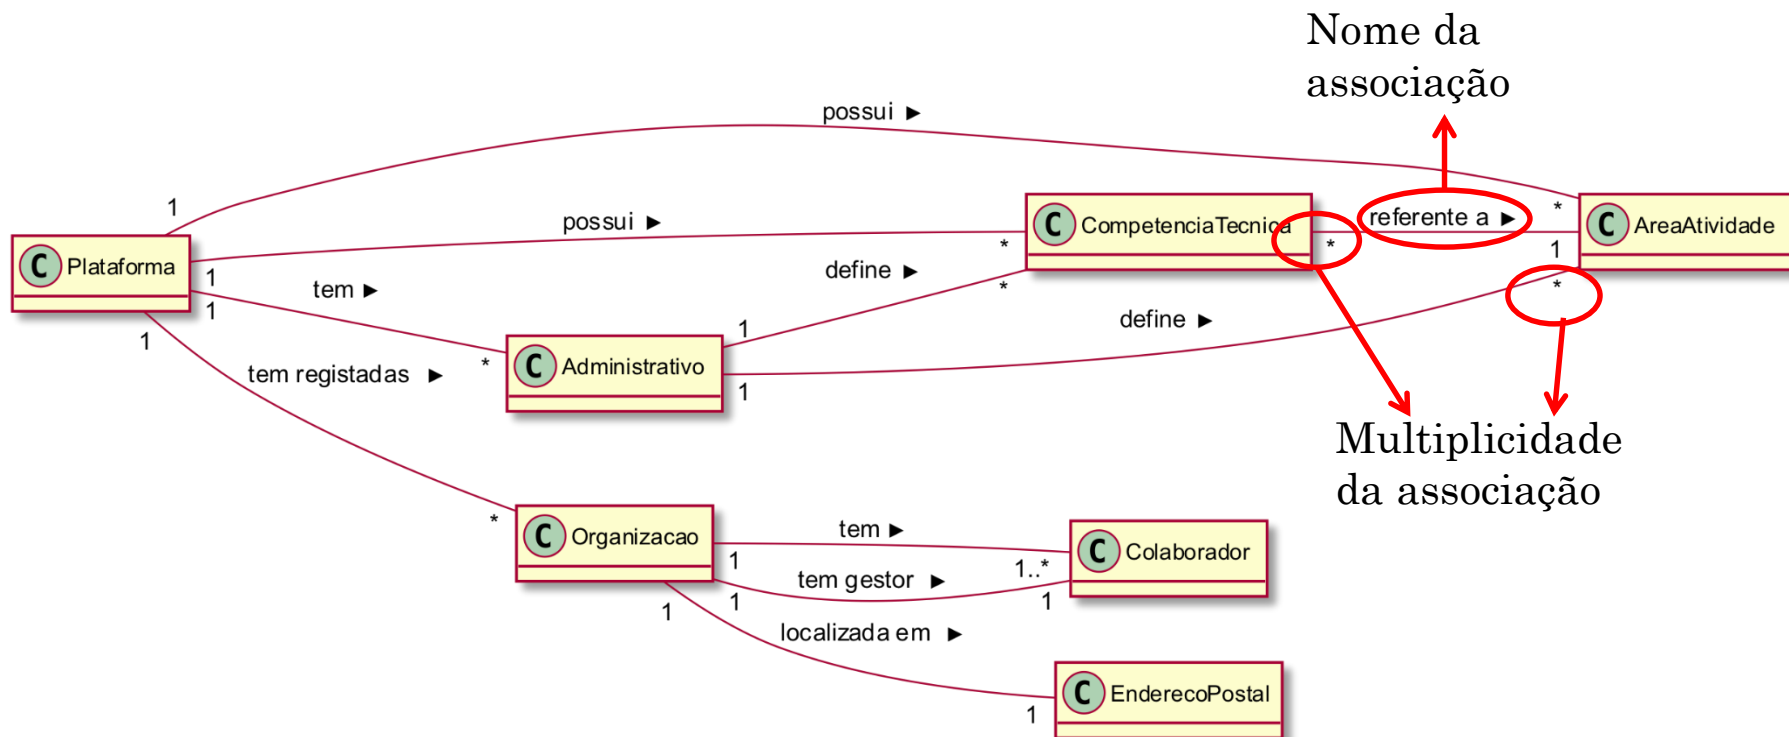 Nome da
associação
possui ►
1
*
possui ►
1
*
C CompetenciaTecnica
*
referente a ►
1
C AreaAtividade
*
C Plataforma
tem ►
1
*
define ►
1
*
define ►
1
C Administrativo
1
tem registadas ►
*
Multiplicidade
da associação
C Organizacao
tem ►
1
1..*
C Colaborador
tem gestor ►
1
1
1
localizada em ►
1
C EnderecoPostal